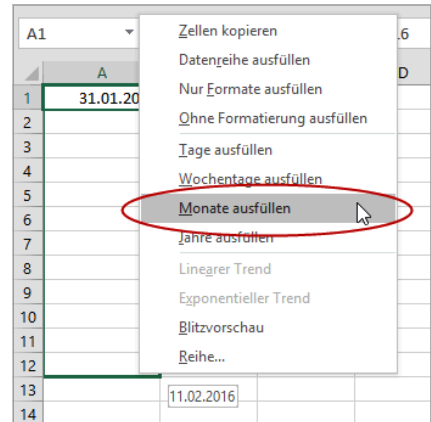 A1
.6
Zellen kopieren
Datenreihe ausfüllen
Nur Formate ausfüllen
Ohne Formatierung ausfüllen
Tage ausfüllen
Wochentage ausfüllen
Monate ausfüllen
Jahre ausfüllen
Linearer Trend
Exponentieller Trend
Blitzvorschau
Reihe...
A
D
1
31.01.20
2
3
4
5
6
7
8
9
10
11
12
13
11.02.2016
14